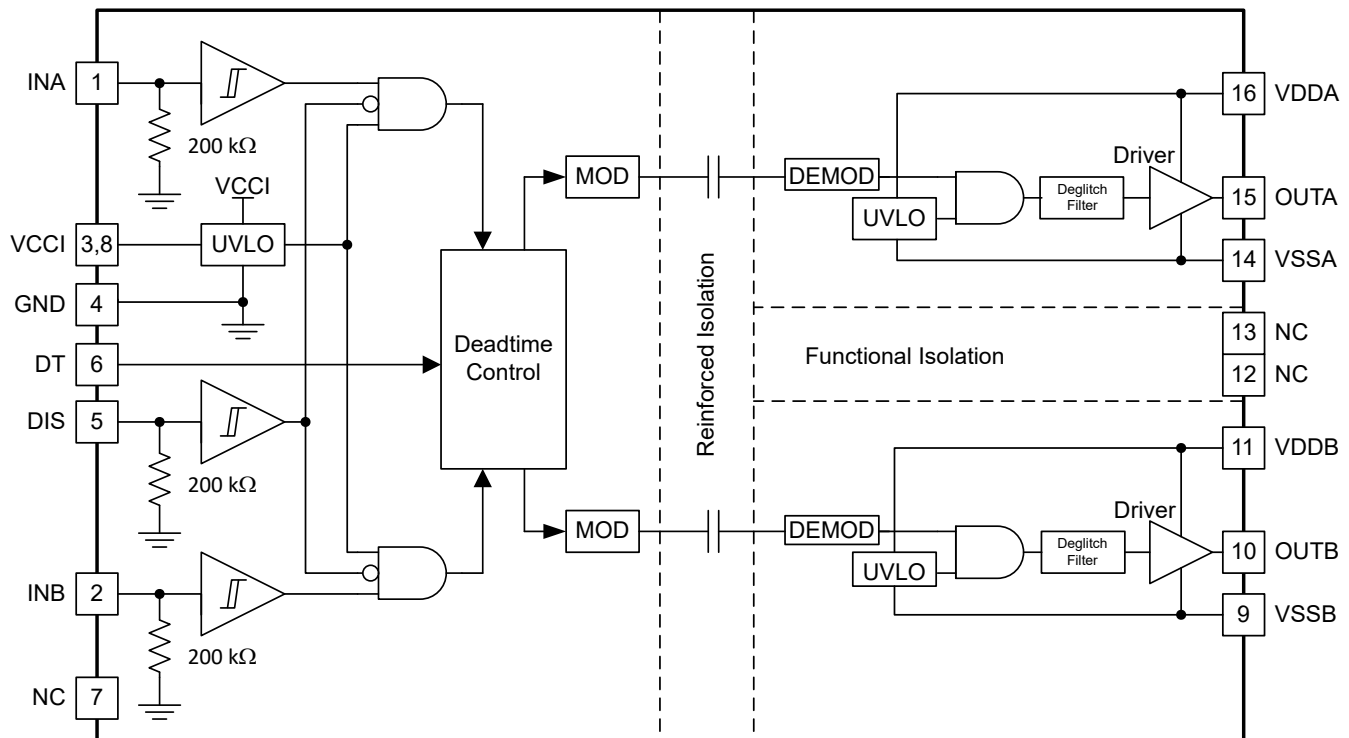 INA
1
200 kΩ
VCCI
VCCI
3,8
UVLO
GND
4
DT
6
DIS
5
200 kΩ
INB
2
200 kΩ
NC
7
Deadtime
Control
MOD
MOD
Reinforced Isolation
DEMOD
UVLO
Deglitch
Filter
Driver
16
VDDA
15
OUTA
14
VSSA
Functional Isolation
13
NC
12
NC
DEMOD
UVLO
Deglitch
Filter
Driver
11
VDDB
10
OUTB
9
VSSB